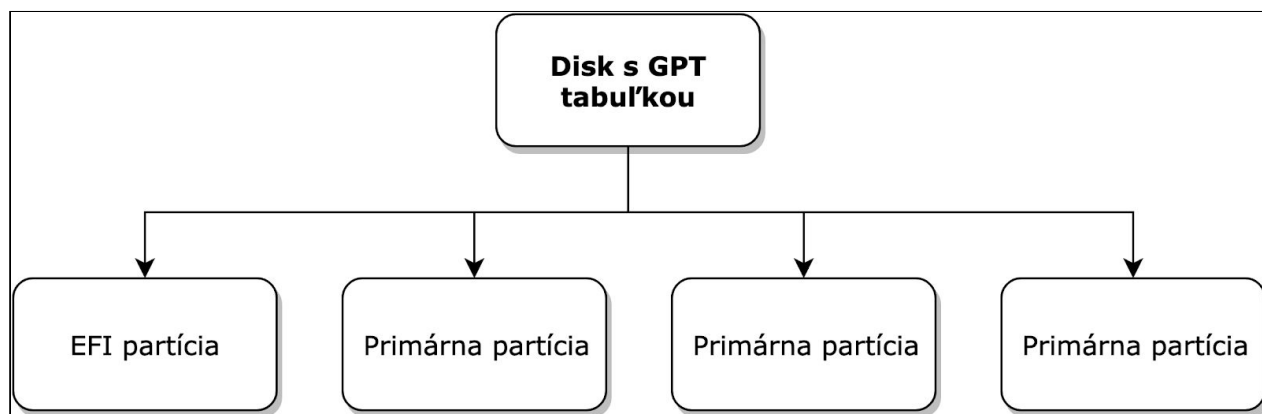 Disk s GPT
tabuľkou
EFI partícia
Primárna partícia
Primárna partícia
Primárna partícia